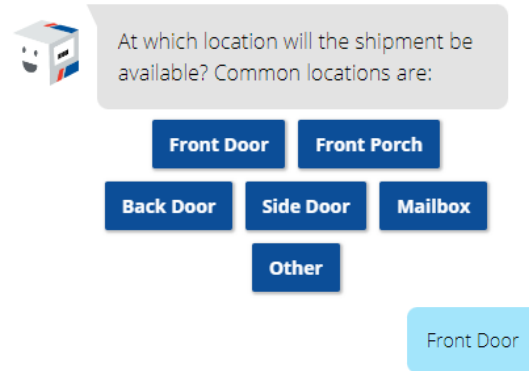 At which location will the shipment be
available? Common locations are:
Front Door Front Porch
Back Door Side Door Mailbox
Other
Front Door